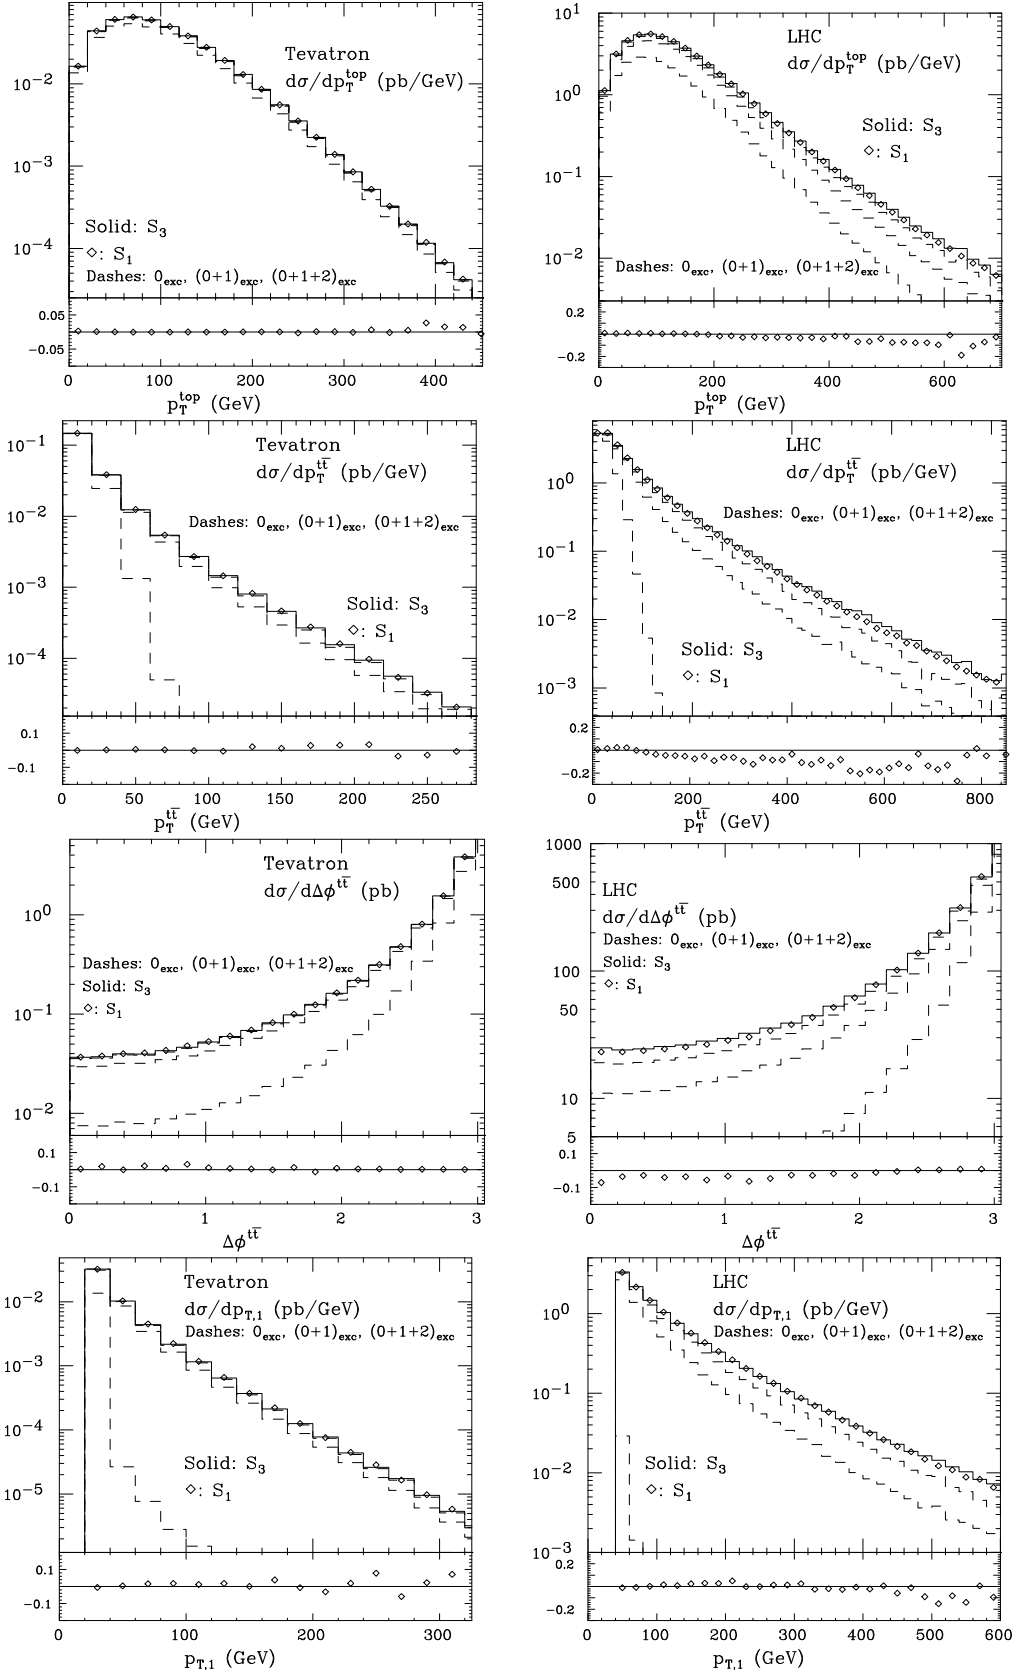 Tevatron
dσ/dp_T^top (pb/GeV)
10^−2
10^−3
10^−4
Solid: S_3
◇: S_1
Dashes: 0_exc, (0+1)_exc, (0+1+2)_exc
0.05
−0.05
0 100 200 300 400
p_T^top (GeV)
LHC
dσ/dp_T^top (pb/GeV)
10^1
10^0
10^−1
10^−2
Solid: S_3
◇: S_1
Dashes: 0_exc, (0+1)_exc, (0+1+2)_exc
0.2
−0.2
0 200 400 600
p_T^top (GeV)
Tevatron
dσ/dp_T^tt̅ (pb/GeV)
10^−1
10^−2
10^−3
10^−4
Dashes: 0_exc, (0+1)_exc, (0+1+2)_exc
Solid: S_3
◇: S_1
0.1
−0.1
0 50 100 150 200 250
p_T^tt̅ (GeV)
LHC
dσ/dp_T^tt̅ (pb/GeV)
10^0
10^−1
10^−2
10^−3
Dashes: 0_exc, (0+1)_exc, (0+1+2)_exc
Solid: S_3
◇: S_1
0.2
−0.2
0 200 400 600 800
p_T^tt̅ (GeV)
Tevatron
dσ/dΔϕ^tt̅ (pb)
10^0
10^−1
10^−2
Dashes: 0_exc, (0+1)_exc, (0+1+2)_exc
Solid: S_3
◇: S_1
0.1
−0.1
0 1 2 3
Δϕ^tt̅
LHC
dσ/dΔϕ^tt̅ (pb)
Dashes: 0_exc, (0+1)_exc, (0+1+2)_exc
Solid: S_3
◇: S_1
1000
500
100
50
10
5
0.1
−0.1
0 1 2 3
Δϕ^tt̅
Tevatron
dσ/dp_T,1 (pb/GeV)
Dashes: 0_exc, (0+1)_exc, (0+1+2)_exc
10^−2
10^−3
10^−4
10^−5
Solid: S_3
◇: S_1
0.1
−0.1
0 100 200 300
p_T,1 (GeV)
LHC
dσ/dp_T,1 (pb/GeV)
Dashes: 0_exc, (0+1)_exc, (0+1+2)_exc
10^0
10^−1
10^−2
10^−3
Solid: S_3
◇: S_1
0.2
−0.2
0 100 200 300 400 500 600
p_T,1 (GeV)